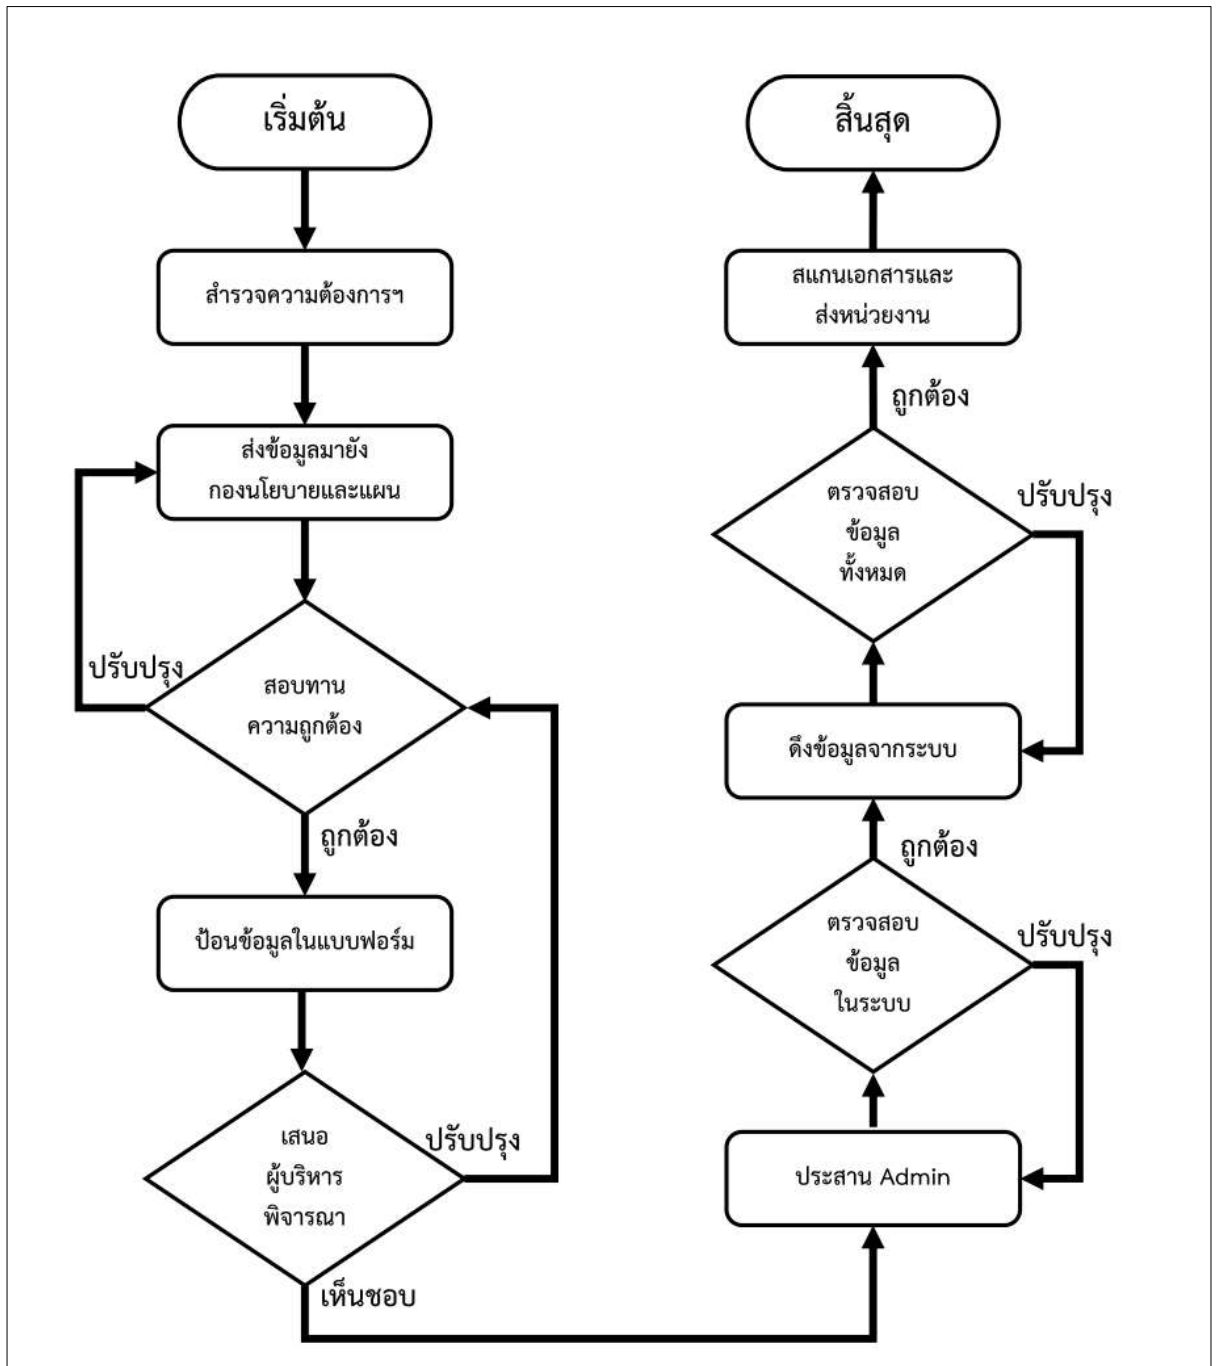 เริ่มต้น
สำรวจความต้องการฯ
ส่งข้อมูลมายัง
กองนโยบายและแผน
ปรับปรุง
สอบทาน
ความถูกต้อง
ถูกต้อง
ป้อนข้อมูลในแบบฟอร์ม
เสนอ
ผู้บริหาร
พิจารณา
ปรับปรุง
เห็นชอบ
ประสาน Admin
ตรวจสอบ
ข้อมูล
ในระบบ
ปรับปรุง
ถูกต้อง
ดึงข้อมูลจากระบบ
ตรวจสอบ
ข้อมูล
ทั้งหมด
ปรับปรุง
ถูกต้อง
สแกนเอกสารและ
ส่งหน่วยงาน
สิ้นสุด